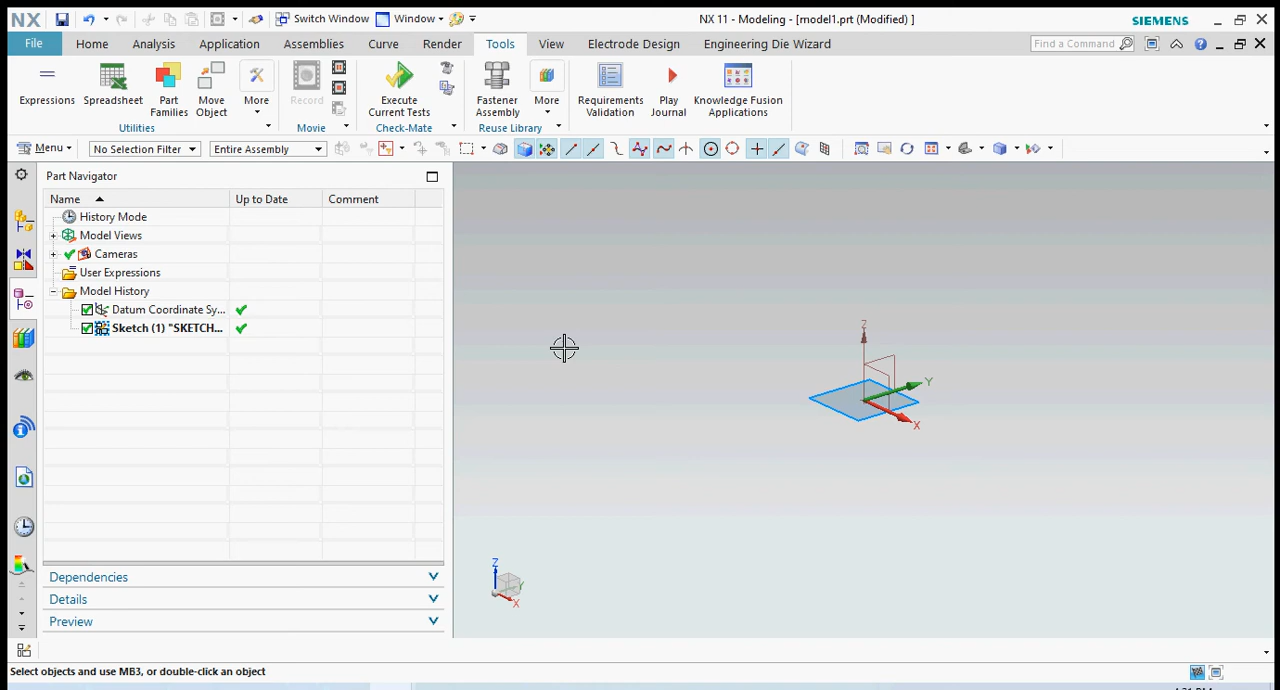 NX
Switch Window
Window
NX 11 - Modeling - [model1.prt (Modified) ]
SIEMENS
File
Home
Analysis
Application
Assemblies
Curve
Render
Tools
View
Electrode Design
Engineering Die Wizard
Find a Command
Expressions
Spreadsheet
Part Families
Move Object
More
Record
Execute Current Tests
Fastener Assembly
More
Requirements Validation
Play Journal
Knowledge Fusion Applications
Utilities
Movie
Check-Mate
Reuse Library
Menu
No Selection Filter
Entire Assembly
Part Navigator
Name
Up to Date
Comment
History Mode
Model Views
Cameras
User Expressions
Model History
Datum Coordinate Sy...
Sketch (1) "SKETCH...
Z
Y
X
Z
Y
X
Dependencies
Details
Preview
Select objects and use MB3, or double-click an object